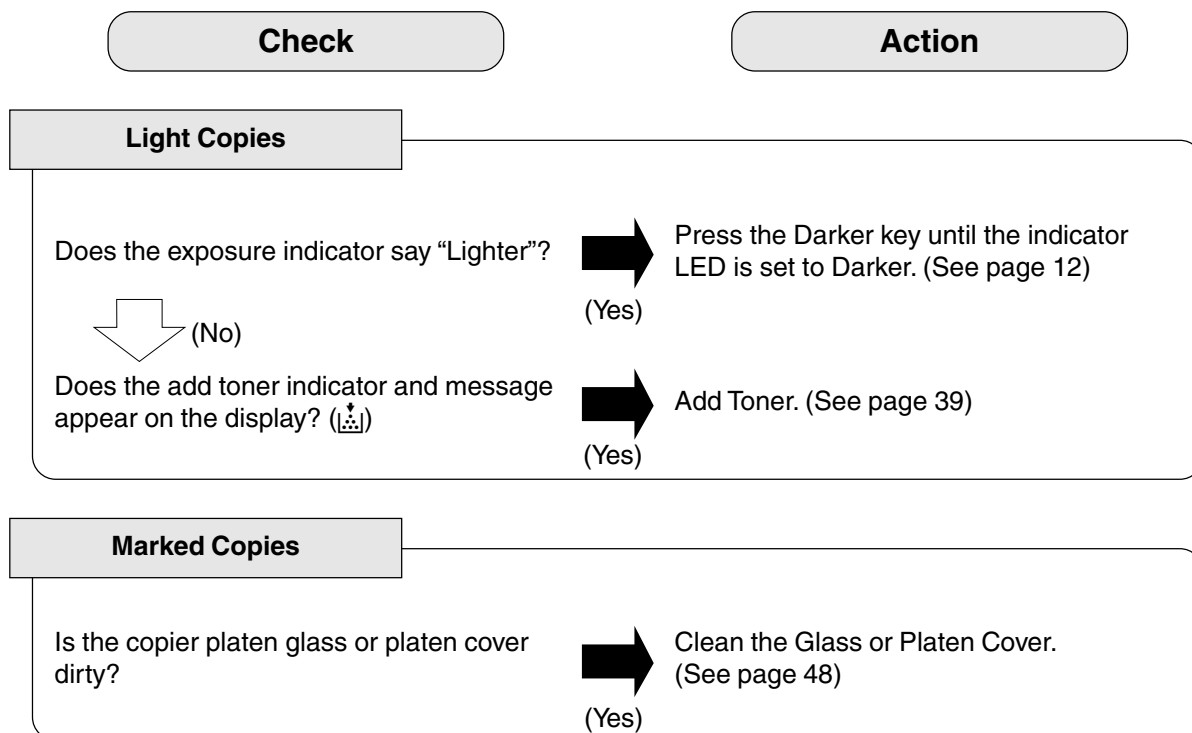 Check
Action
Light Copies
Does the exposure indicator say “Lighter”?
(Yes)
Press the Darker key until the indicator
LED is set to Darker. (See page 12)
(No)
Does the add toner indicator and message
appear on the display? ()
(Yes)
Add Toner. (See page 39)
Marked Copies
Is the copier platen glass or platen cover
dirty?
(Yes)
Clean the Glass or Platen Cover.
(See page 48)